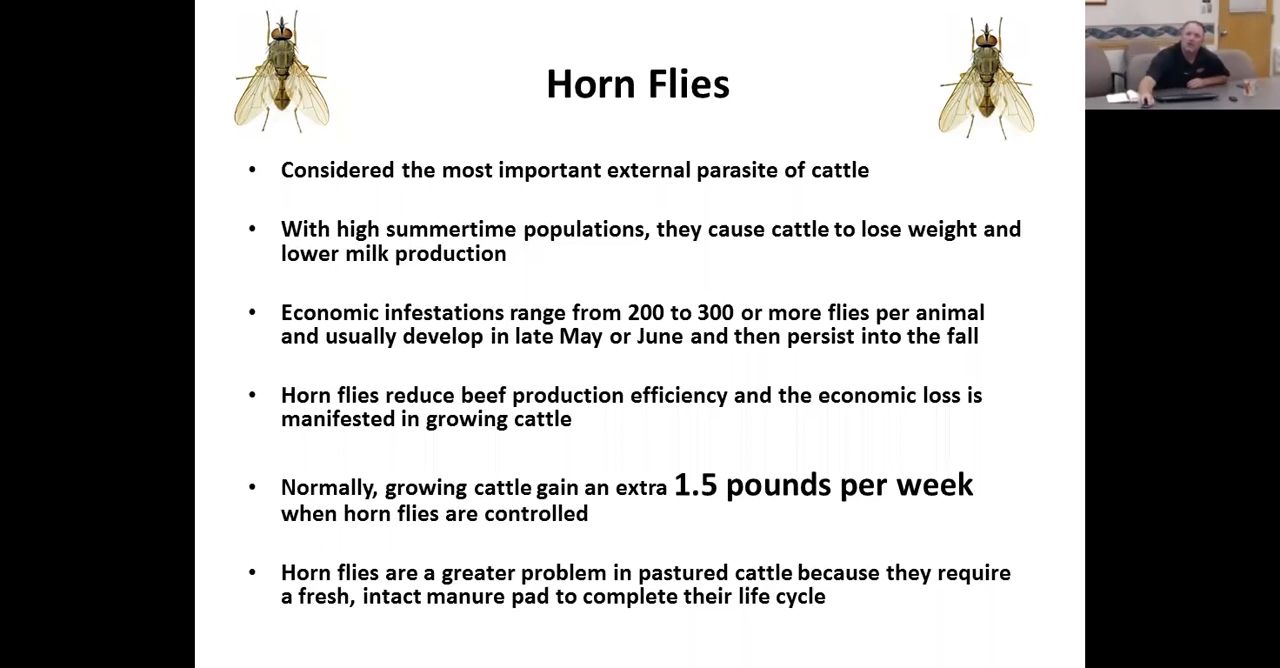 Horn Flies
• Considered the most important external parasite of cattle
• With high summertime populations, they cause cattle to lose weight and
lower milk production
• Economic infestations range from 200 to 300 or more flies per animal
and usually develop in late May or June and then persist into the fall
• Horn flies reduce beef production efficiency and the economic loss is
manifested in growing cattle
• Normally, growing cattle gain an extra 1.5 pounds per week
when horn flies are controlled
• Horn flies are a greater problem in pastured cattle because they require
a fresh, intact manure pad to complete their life cycle